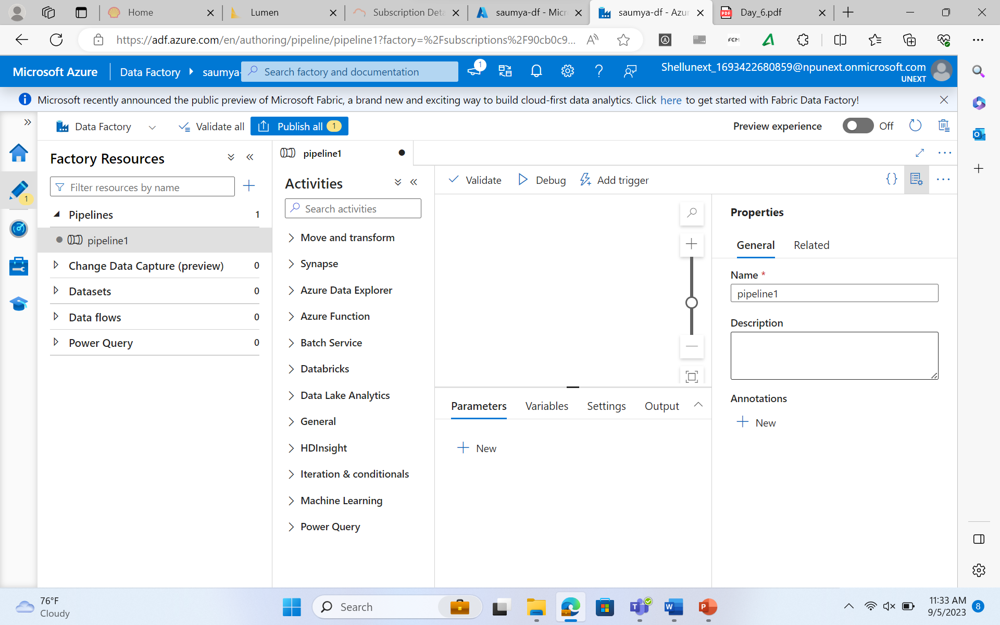 Home
Lumen
Subscription Deta
saumya-df - Micr
saumya-df - Azur
Day_6.pdf
https://adf.azure.com/en/authoring/pipeline/pipeline1?factory=%2Fsubscriptions%2F90cb0c9...
FCM
Microsoft Azure
Data Factory
saumya-
Search factory and documentation
1
Shellunext_1693422680859@npunext.onmicrosoft.com
UNEXT
Microsoft recently announced the public preview of Microsoft Fabric, a brand new and exciting way to build cloud-first data analytics. Click here to get started with Fabric Data Factory!
Data Factory
Validate all
Publish all 1
Preview experience
Off
1
Factory Resources
Filter resources by name
Pipelines 1
pipeline1
Change Data Capture (preview) 0
Datasets 0
Data flows 0
Power Query 0
pipeline1
Activities
Search activities
Move and transform
Synapse
Azure Data Explorer
Azure Function
Batch Service
Databricks
Data Lake Analytics
General
HDInsight
Iteration & conditionals
Machine Learning
Power Query
Validate
Debug
Add trigger
Parameters
Variables
Settings
Output
New
Properties
General
Related
Name *
pipeline1
Description
Annotations
New
76°F
Cloudy
Search
11:33 AM
9/5/2023
8